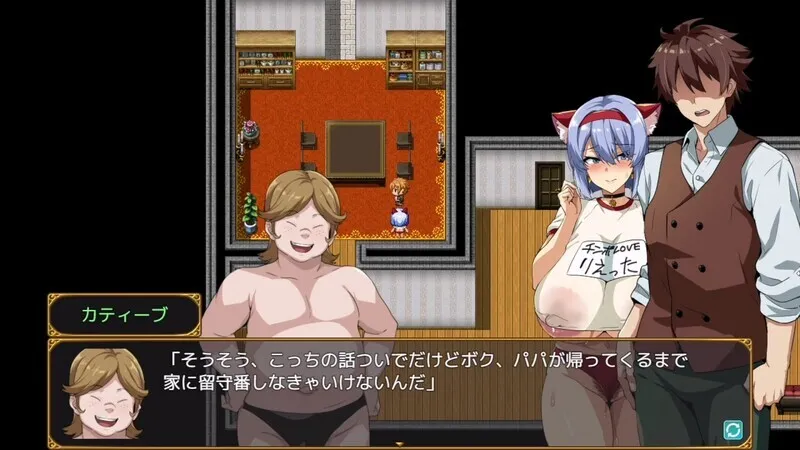 チンポLOVE
りえった
カティーブ
「そうそう、こっちの話ついでだけどボク、パパが帰ってくるまで
家に留守番しなきゃいけないんだ」